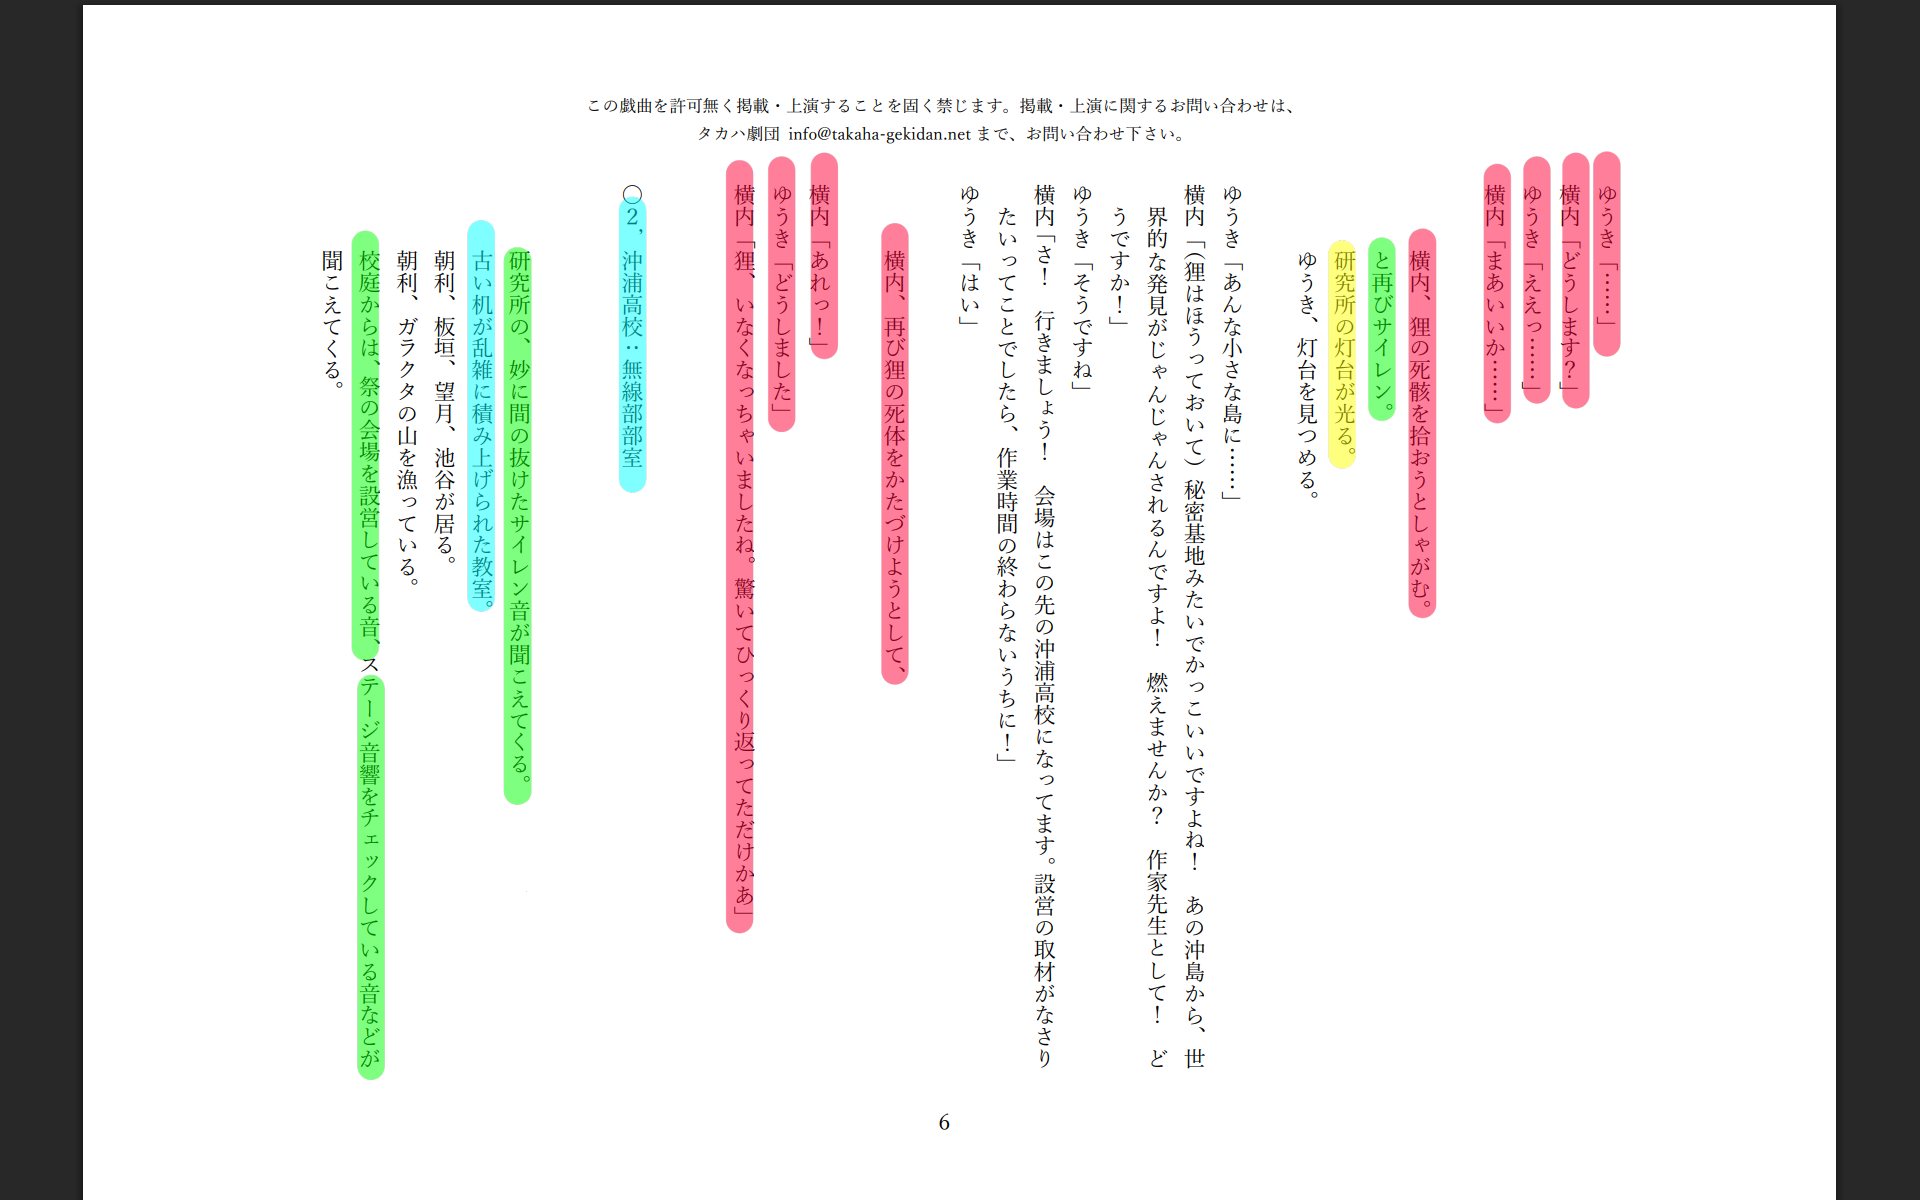 この戯曲を許可無く掲載・上演することを固く禁じます。掲載・上演に関するお問い合わせは、
タカハ劇団 info@takaha-gekidan.net まで、お問い合わせ下さい。
ゆうき「……」
横内「どうします？」
ゆうき「ええっ……」
横内「まあいいか……」
横内、狸の死骸を拾おうとしゃがむ。
と再びサイレン。
研究所の灯台が光る。
ゆうき、灯台を見つめる。
ゆうき「あんな小さな島に……」
横内「（狸はほうっておいて）秘密基地みたいでかっこいいですよね！　あの沖島から、世
界的な発見がじゃんじゃんされるんですよ！　燃えませんか？　作家先生として！　ど
うですか！」
ゆうき「そうですね」
横内「さ！　行きましょう！　会場はこの先の沖浦高校になってます。設営の取材がなさり
たいってことでしたら、作業時間の終わらないうちに！」
ゆうき「はい」
横内、再び狸の死体をかたづけようとして、
横内「あれっ！」
ゆうき「どうしました」
横内「狸、いなくなっちゃいましたね。驚いてひっくり返ってただけかあ」
○２，沖浦高校：無線部部室
研究所の、妙に間の抜けたサイレン音が聞こえてくる。
古い机が乱雑に積み上げられた教室。
朝利、板垣、望月、池谷が居る。
朝利、ガラクタの山を漁っている。
校庭からは、祭の会場を設営している音、ステージ音響をチェックしている音などが
聞こえてくる。
6